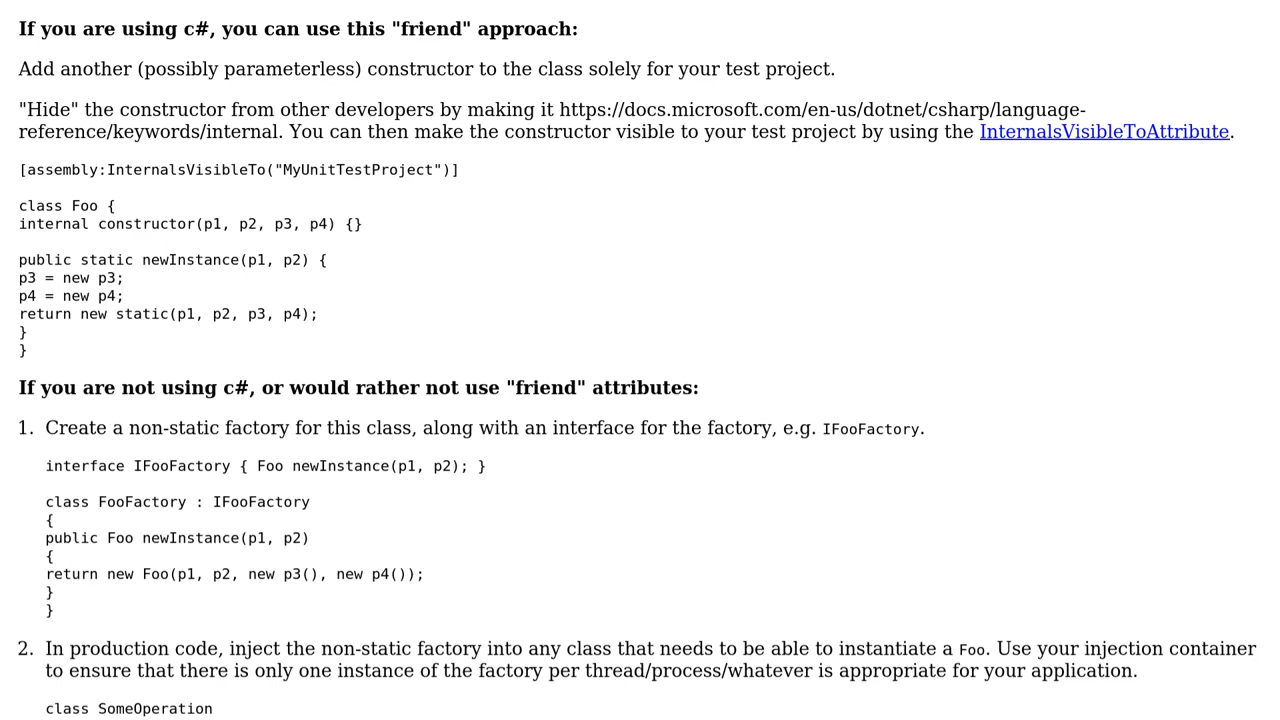 If you are using c#, you can use this "friend" approach:
Add another (possibly parameterless) constructor to the class solely for your test project.
"Hide" the constructor from other developers by making it https://docs.microsoft.com/en-us/dotnet/csharp/language-
reference/keywords/internal. You can then make the constructor visible to your test project by using the InternalsVisibleToAttribute.
[assembly:InternalsVisibleTo("MyUnitTestProject")]
class Foo {
internal constructor(p1, p2, p3, p4) {}
public static newInstance(p1, p2) {
p3 = new p3;
p4 = new p4;
return new static(p1, p2, p3, p4);
}
}
If you are not using c#, or would rather not use "friend" attributes:
1. Create a non-static factory for this class, along with an interface for the factory, e.g. IFooFactory.
interface IFooFactory { Foo newInstance(p1, p2); }
class FooFactory : IFooFactory
{
public Foo newInstance(p1, p2)
{
return new Foo(p1, p2, new p3(), new p4());
}
}
2. In production code, inject the non-static factory into any class that needs to be able to instantiate a Foo. Use your injection container
to ensure that there is only one instance of the factory per thread/process/whatever is appropriate for your application.
class SomeOperation